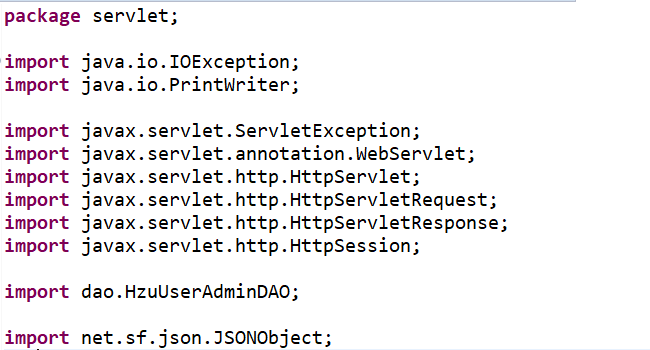 package servlet;
import java.io.IOException;
import java.io.PrintWriter;
import javax.servlet.ServletException;
import javax.servlet.annotation.WebServlet;
import javax.servlet.http.HttpServlet;
import javax.servlet.http.HttpServletRequest;
import javax.servlet.http.HttpServletResponse;
import javax.servlet.http.HttpSession;
import dao.HzuUserAdminDAO;
import net.sf.json.JSONObject;